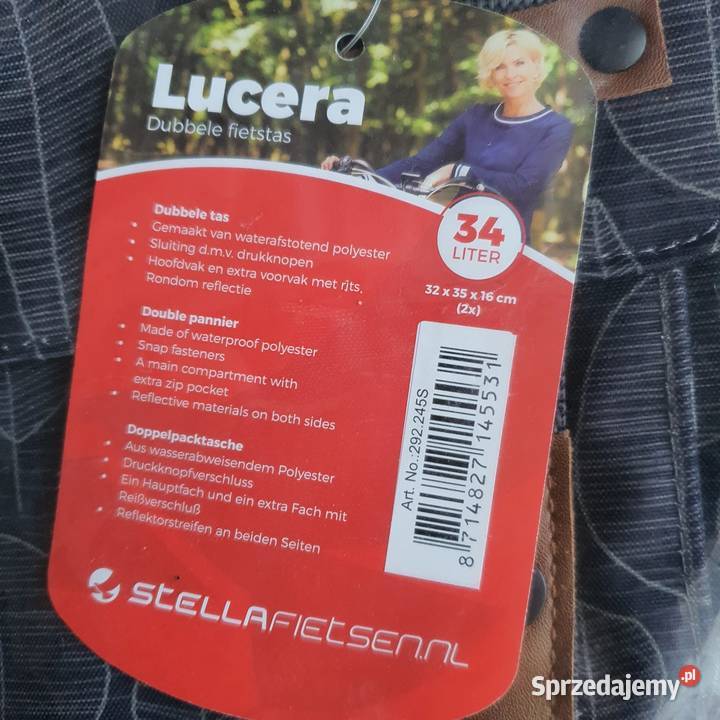 Lucera
Dubbele fietstas
Dubbele tas
• Gemaakt van waterafstotend polyester
• Sluiting d.m.v. drukknopen
• Hoofdvak en extra voorvak met rits.
Rondom reflectie
34
LITER
32 x 35 x 16 cm
(2x)
Double pannier
• Made of waterproof polyester
• Snap fasteners
• A main compartment with
extra zip pocket
• Reflective materials on both sides
Doppelpacktasche
• Aus wasserabweisendem Polyester
• Druckknopfverschluss
• Ein Hauptfach und ein extra Fach mit
Reißverschluß
• Reflektorstreifen an beiden Seiten
Art. No.:292.245S
8 714827 145531
STELLAFIETSEN.NL
Sprzedajemy.pl